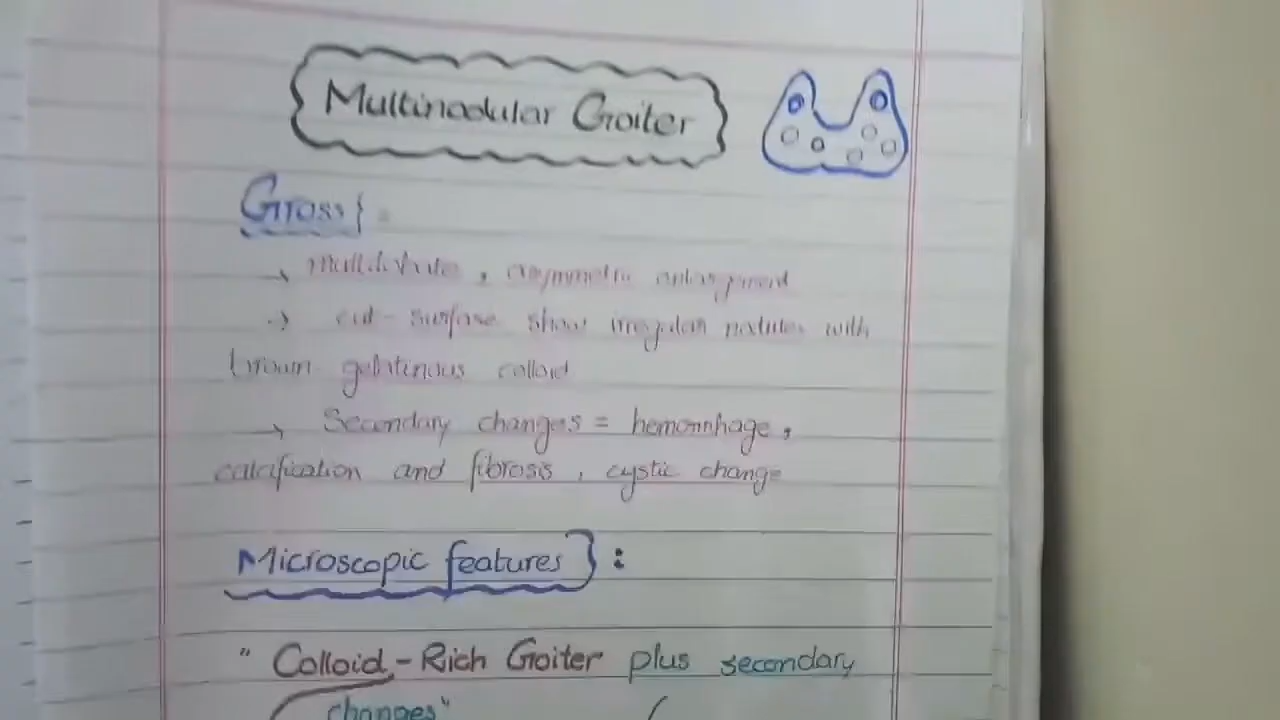 Multinodular Goiter
Gross} :
→ Multilobulate, asymmetric enlargement
→ cut-surface show irregular nodules with
brown gelatinous colloid
→ Secondary changes = hemorrhage,
calcification and fibrosis, cystic change
Microscopic features} :
" Colloid-Rich Goiter plus secondary
changes"